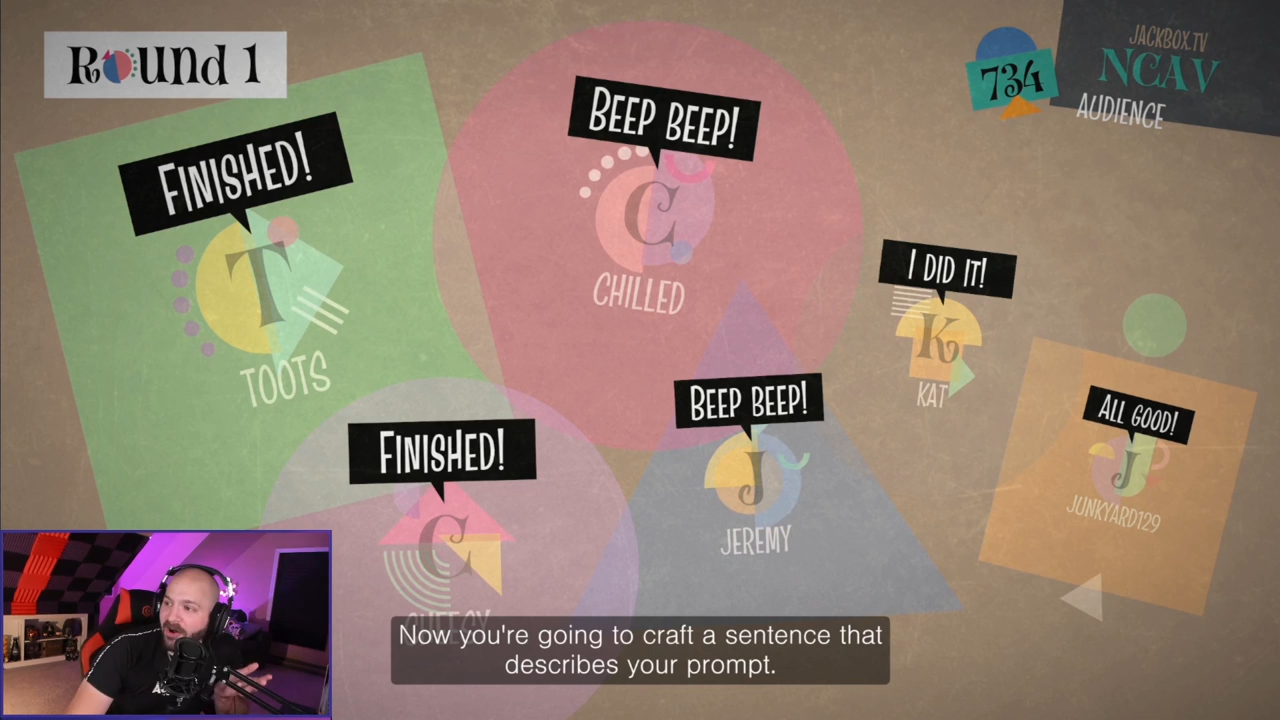 Round 1
JACKBOX.TV
NCAV
734
AUDIENCE
FINISHED!
T
TOOTS
BEEP BEEP!
C
CHILLED
I DID IT!
K
KAT
BEEP BEEP!
J
JEREMY
ALL GOOD!
J
JUNKYARD129
FINISHED!
C
CHEEGY
Now you're going to craft a sentence that
describes your prompt.